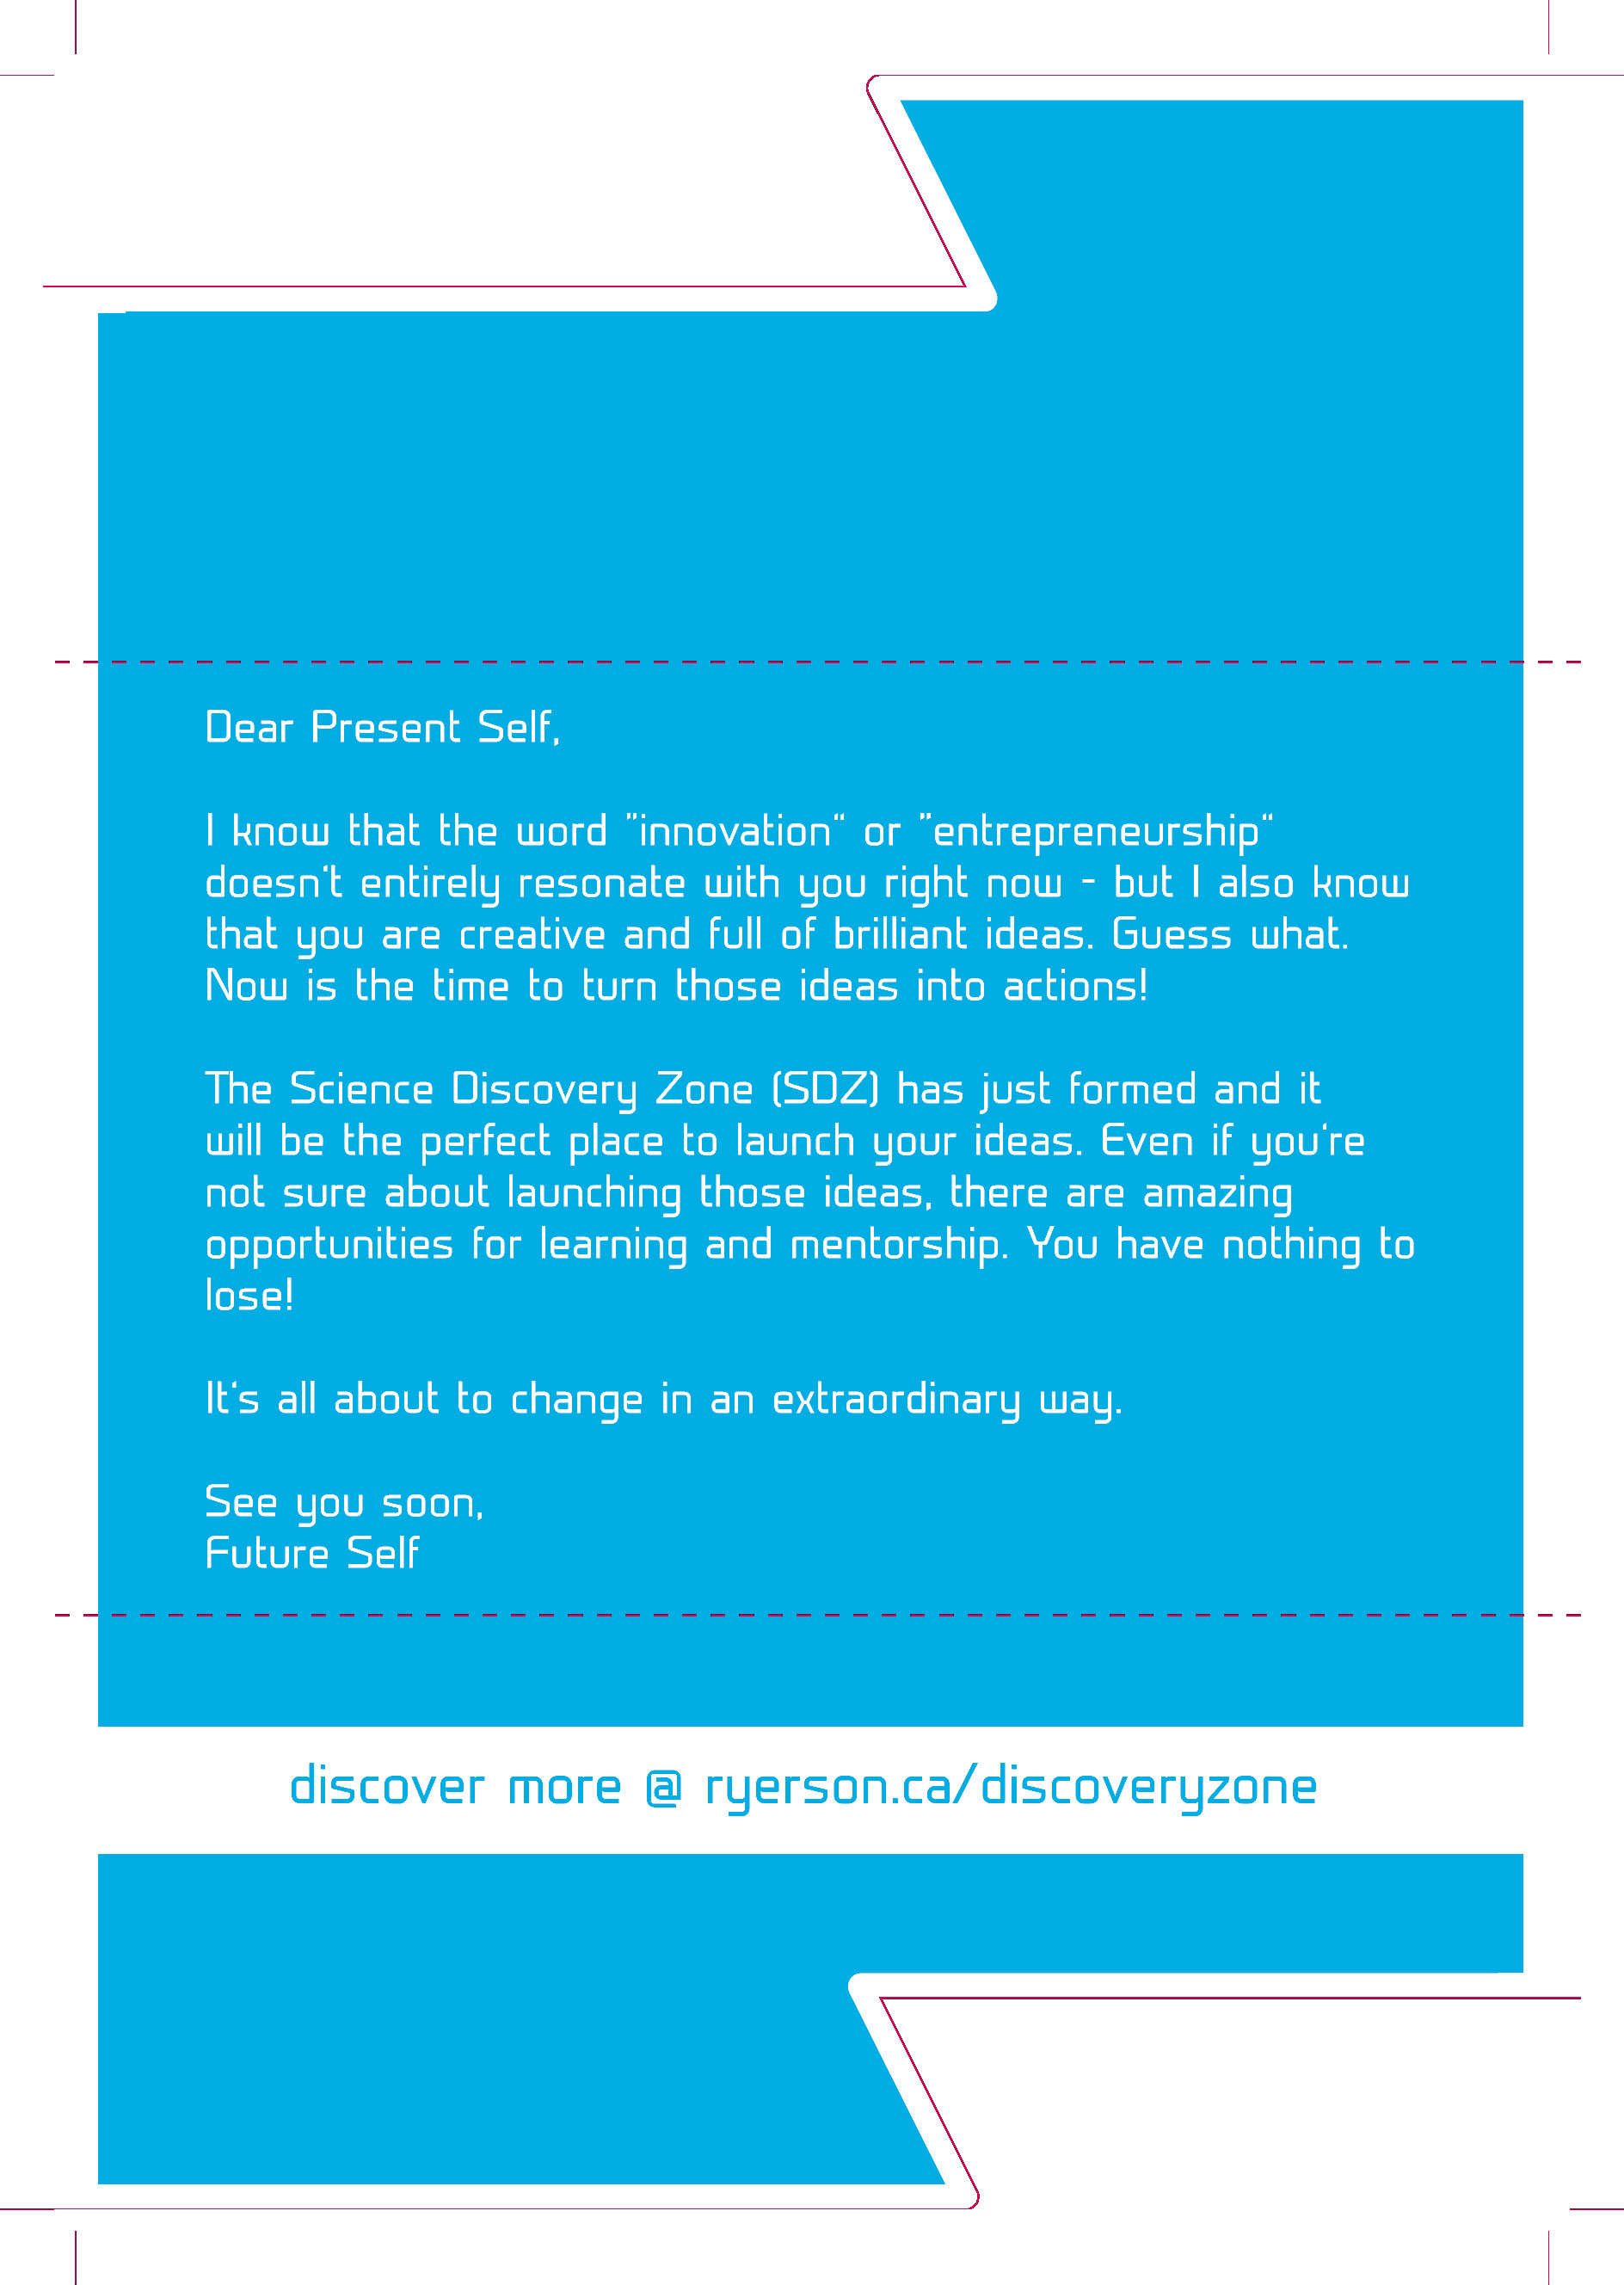 Dear Present Self,
I know that the word ”innovation“ or ”entrepreneurship“
doesn‘t entirely resonate with you right now - but I also know
that you are creative and full of brilliant ideas. Guess what.
Now is the time to turn those ideas into actions!
The Science Discovery Zone (SDZ) has just formed and it
will be the perfect place to launch your ideas. Even if you‘re
not sure about launching those ideas, there are amazing
opportunities for learning and mentorship. You have nothing to
lose!
It‘s all about to change in an extraordinary way.
See you soon,
Future Self
discover more @ ryerson.ca/discoveryzone